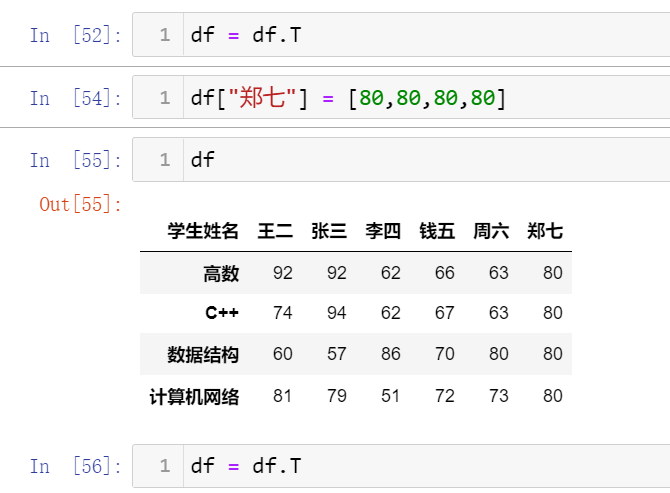 In [52]: 1 df = df.T
In [54]: 1 df["郑七"] = [80,80,80,80]
In [55]: 1 df
Out[55]:
学生姓名 王二 张三 李四 钱五 周六 郑七
高数 92 92 62 66 63 80
C++ 74 94 62 67 63 80
数据结构 60 57 86 70 80 80
计算机网络 81 79 51 72 73 80
In [56]: 1 df = df.T